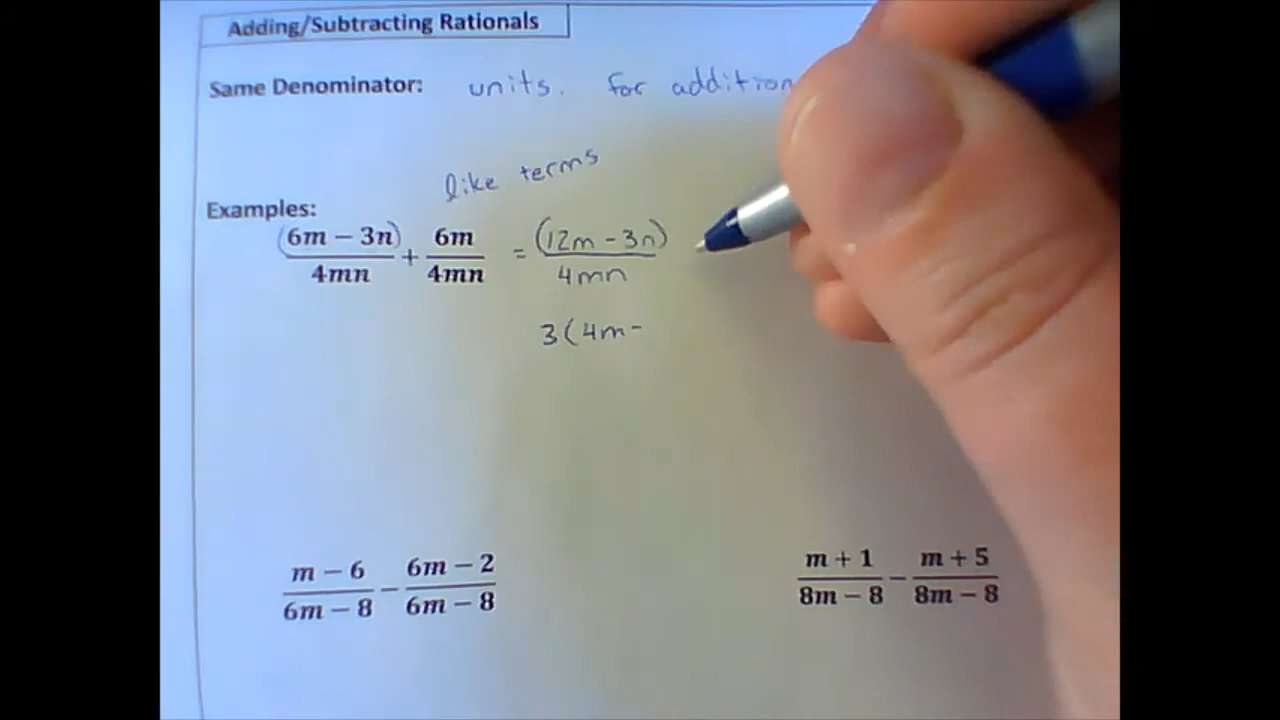 Adding/Subtracting Rationals
Same Denominator: units. for addition
like terms
Examples:
(6m − 3n)/4mn + 6m/4mn = (12m − 3n)/4mn
3(4m −
m − 6/6m − 8 − 6m − 2/6m − 8
m + 1/8m − 8 − m + 5/8m − 8